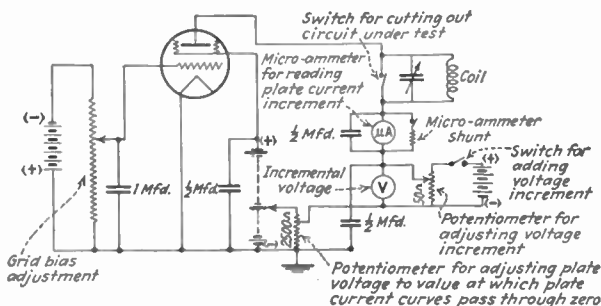 Switch for cutting out
circuit under test
Micro-ammeter
for reading
plate current
increment
Coil
(-)
(+)
½ Mfd.
μA
Micro-ammeter
shunt
(+)
Switch for
adding
voltage
increment
1 Mfd.
½ Mfd.
Incremental
voltage
V
50Ω
(+)
(-)
(-)
2500Ω
½ Mfd.
Potentiometer for
adjusting voltage
increment
Grid bias
adjustment
Potentiometer for adjusting plate
voltage to value at which plate
current curves pass through zero